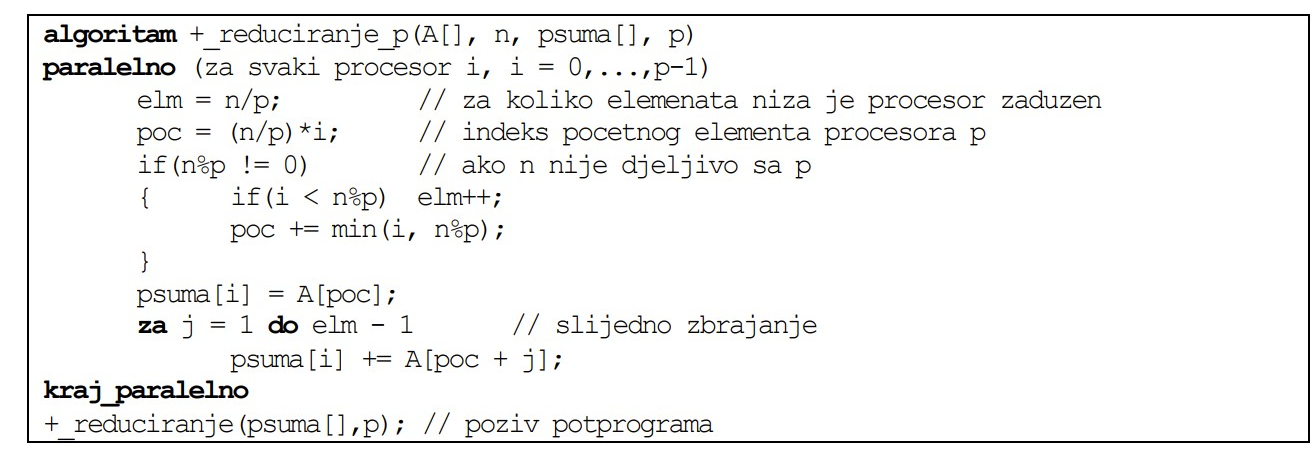 algoritam +_reduciranje_p(A[], n, psuma[], p)
paralelno (za svaki procesor i, i = 0,...,p-1)
elm = n/p; // za koliko elemenata niza je procesor zaduzen
poc = (n/p)*i; // indeks pocetnog elementa procesora p
if(n%p != 0) // ako n nije djeljivo sa p
{ if(i < n%p) elm++;
poc += min(i, n%p);
}
psuma[i] = A[poc];
za j = 1 do elm - 1 // slijedno zbrajanje
psuma[i] += A[poc + j];
kraj_paralelno
+_reduciranje(psuma[],p); // poziv potprograma